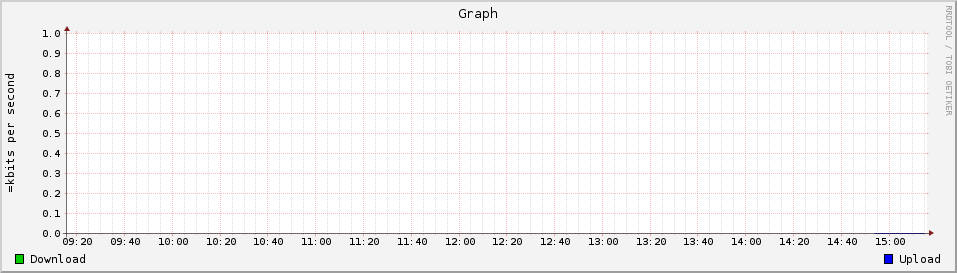 Graph
RRDTOOL / TOBI OETIKER
=kbits per second
1.0
0.9
0.8
0.7
0.6
0.5
0.4
0.3
0.2
0.1
0.0
09:20 09:40 10:00 10:20 10:40 11:00 11:20 11:40 12:00 12:20 12:40 13:00 13:20 13:40 14:00 14:20 14:40 15:00
Download Upload